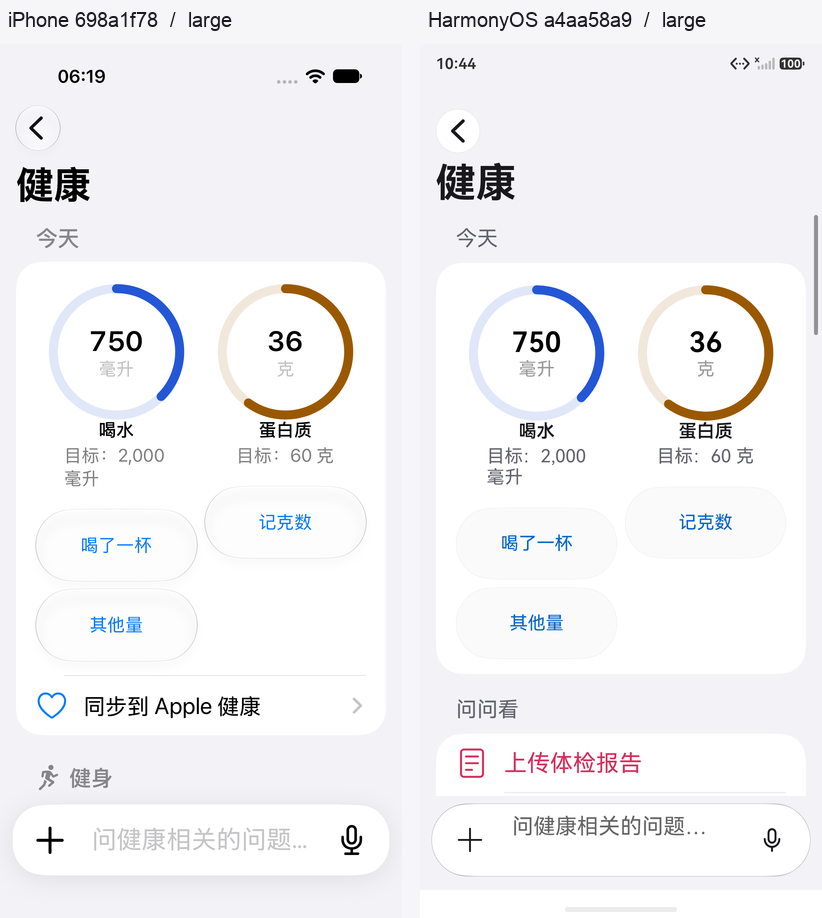 iPhone 698a1f78 / large
06:19
健康
今天
750
毫升
36
克
喝水
蛋白质
目标：2,000
毫升
目标：60 克
记克数
喝了一杯
其他量
同步到 Apple 健康
健身
问健康相关的问题...
HarmonyOS a4aa58a9 / large
10:44
100
健康
今天
750
毫升
36
克
喝水
蛋白质
目标：2,000
毫升
目标：60 克
记克数
喝了一杯
其他量
问问看
上传体检报告
问健康相关的问题...